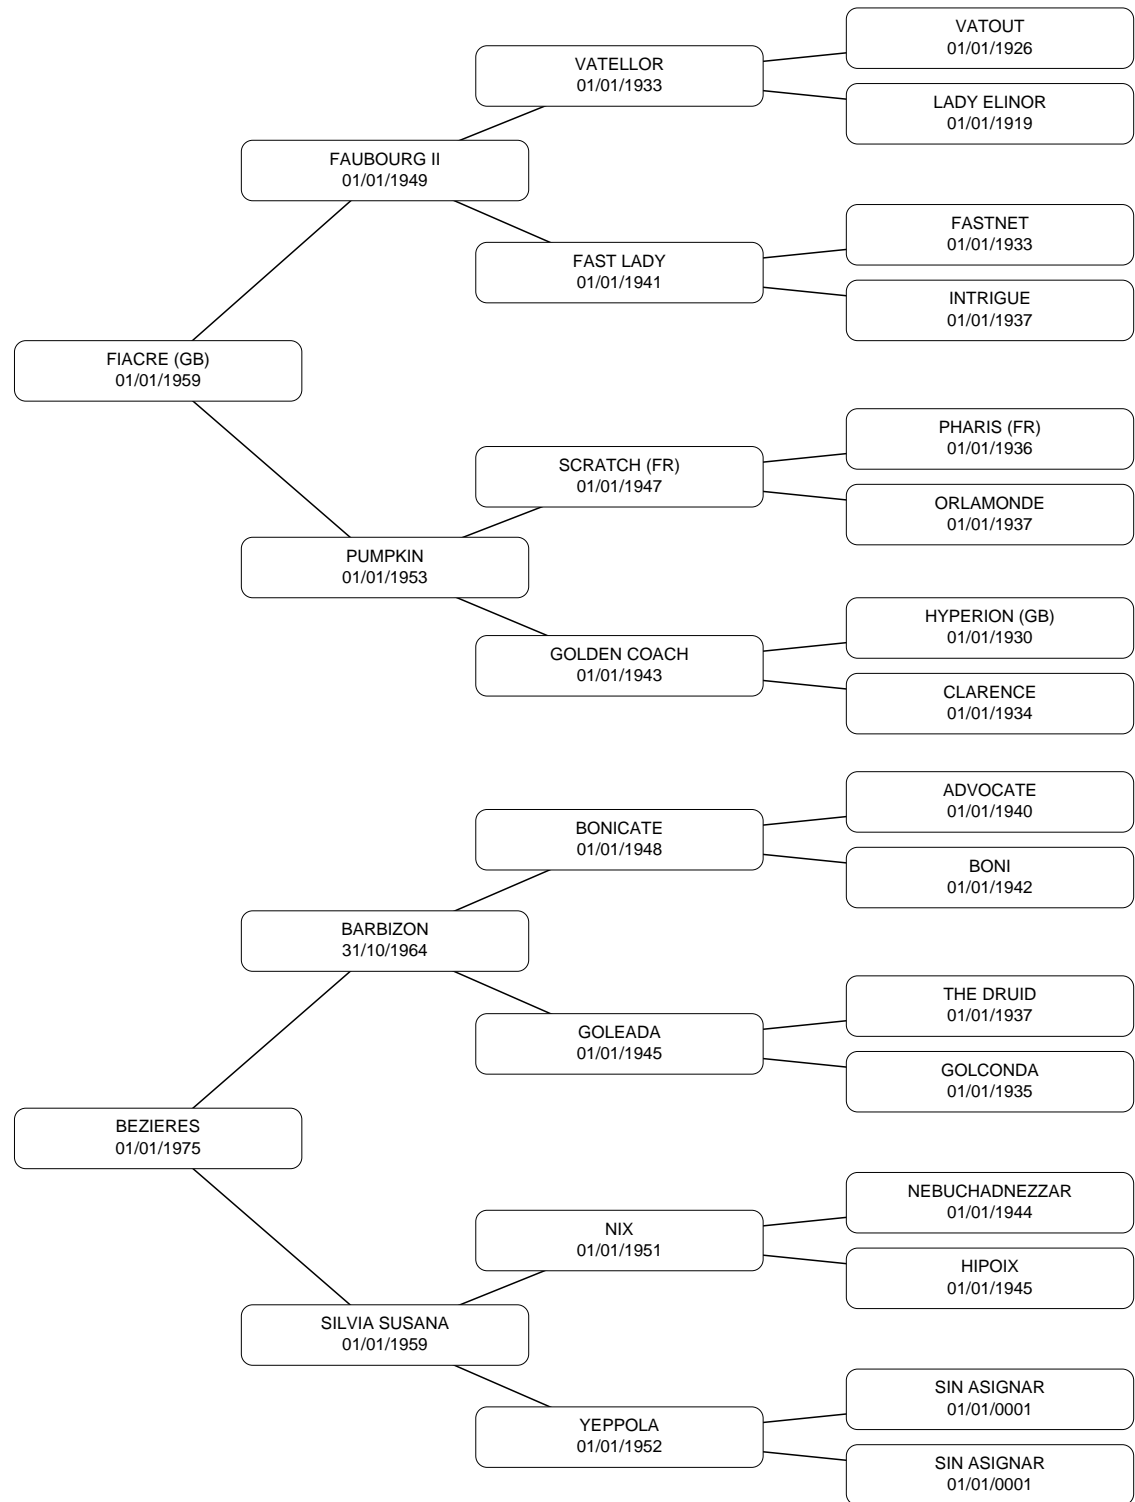 VATOUT
01/01/1926
VATELLOR
01/01/1933
LADY ELINOR
01/01/1919
FAUBOURG II
01/01/1949
FASTNET
01/01/1933
FAST LADY
01/01/1941
INTRIGUE
01/01/1937
FIACRE (GB)
01/01/1959
PHARIS (FR)
01/01/1936
SCRATCH (FR)
01/01/1947
ORLAMONDE
01/01/1937
PUMPKIN
01/01/1953
HYPERION (GB)
01/01/1930
GOLDEN COACH
01/01/1943
CLARENCE
01/01/1934
ADVOCATE
01/01/1940
BONICATE
01/01/1948
BONI
01/01/1942
BARBIZON
31/10/1964
THE DRUID
01/01/1937
GOLEADA
01/01/1945
GOLCONDA
01/01/1935
BEZIERES
01/01/1975
NEBUCHADNEZZAR
01/01/1944
NIX
01/01/1951
HIPOIX
01/01/1945
SILVIA SUSANA
01/01/1959
SIN ASIGNAR
01/01/0001
YEPPOLA
01/01/1952
SIN ASIGNAR
01/01/0001